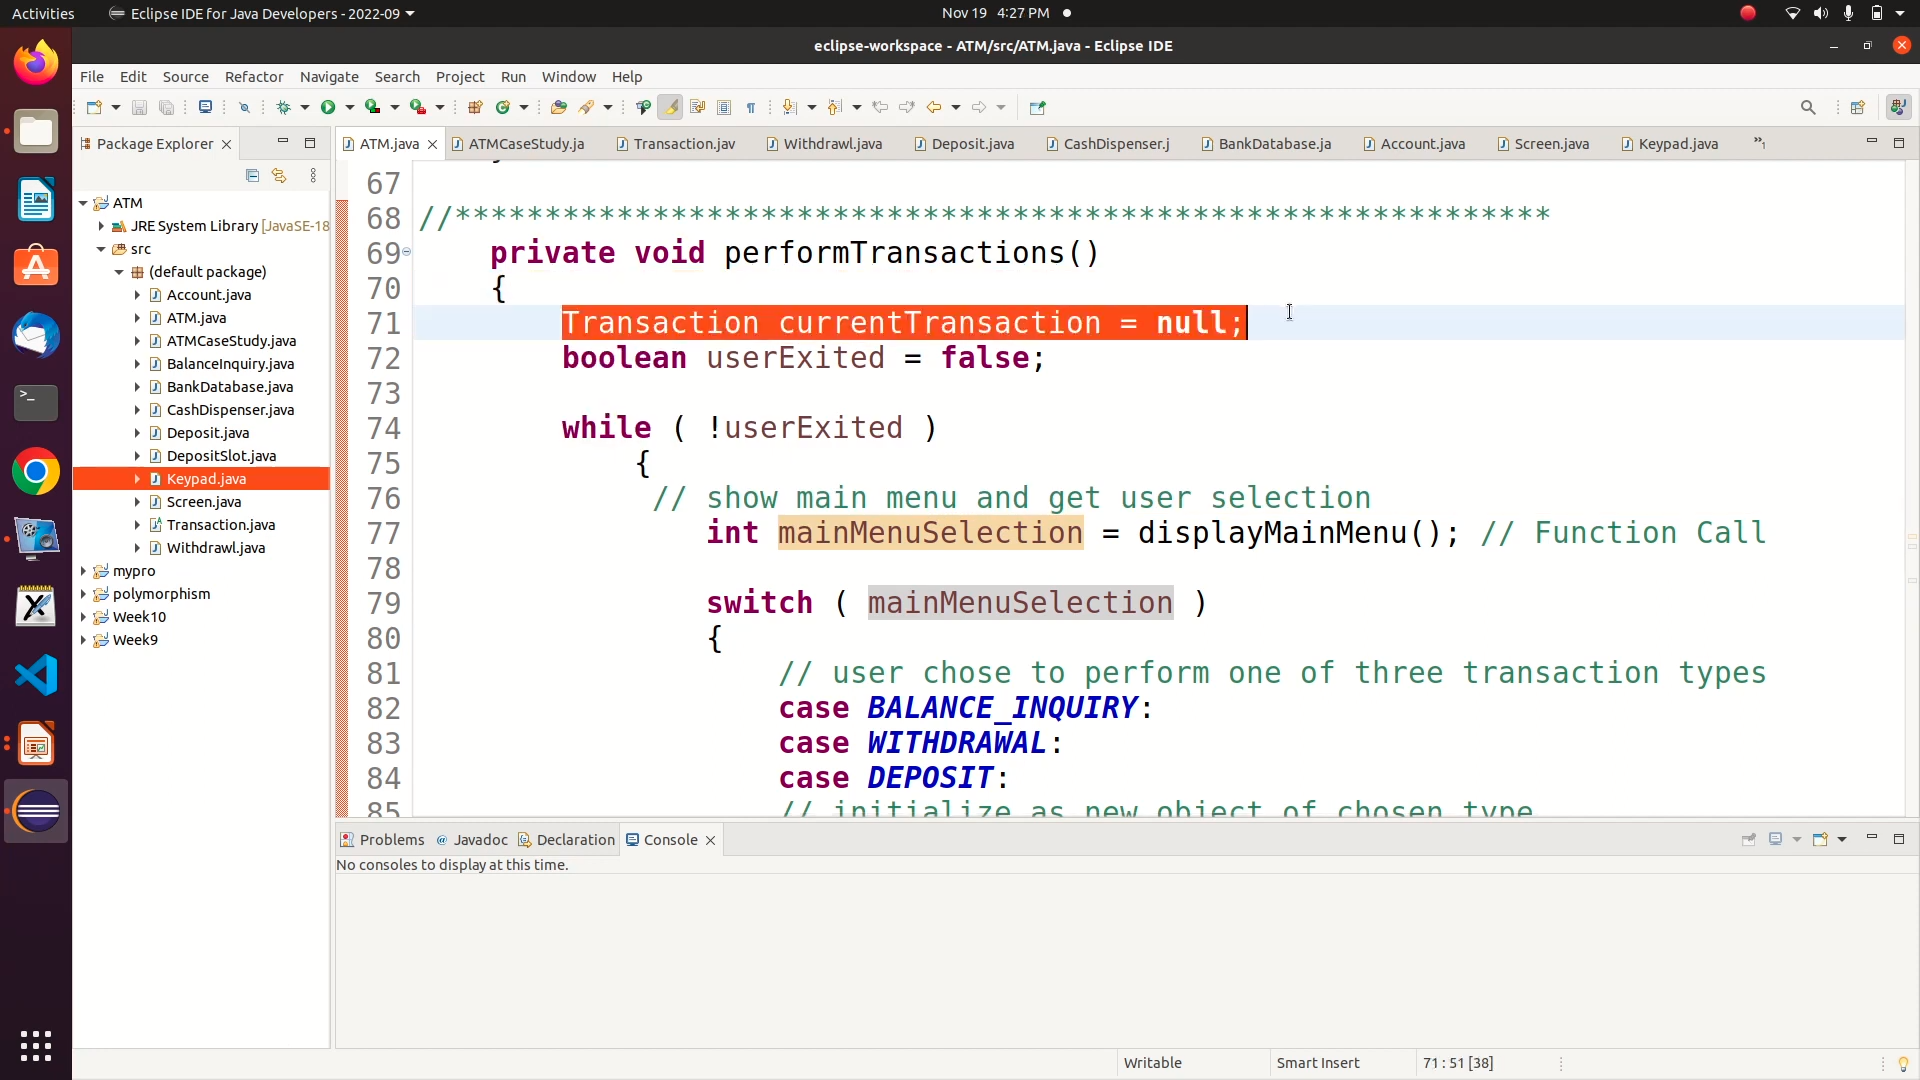 Activities Eclipse IDE for Java Developers - 2022-09 Nov 19 4:27 PM
eclipse-workspace - ATM/src/ATM.java - Eclipse IDE
File Edit Source Refactor Navigate Search Project Run Window Help
Package Explorer
ATM
JRE System Library [JavaSE-18
src
(default package)
Account.java
ATM.java
ATMCaseStudy.java
BalanceInquiry.java
BankDatabase.java
CashDispenser.java
Deposit.java
DepositSlot.java
Keypad.java
Screen.java
Transaction.java
Withdrawl.java
mypro
polymorphism
Week10
Week9
ATM.java ATMCaseStudy.ja Transaction.jav Withdrawl.java Deposit.java CashDispenser.j BankDatabase.ja Account.java Screen.java Keypad.java »1
67
68 //*************************************************************
69 private void performTransactions()
70 {
71 Transaction currentTransaction = null;
72 boolean userExited = false;
73
74 while ( !userExited )
75 {
76 // show main menu and get user selection
77 int mainMenuSelection = displayMainMenu(); // Function Call
78
79 switch ( mainMenuSelection )
80 {
81 // user chose to perform one of three transaction types
82 case BALANCE_INQUIRY:
83 case WITHDRAWAL:
84 case DEPOSIT:
85 // initialize as new object of chosen type
Problems @ Javadoc Declaration Console
No consoles to display at this time.
Writable Smart Insert 71 : 51 [38]